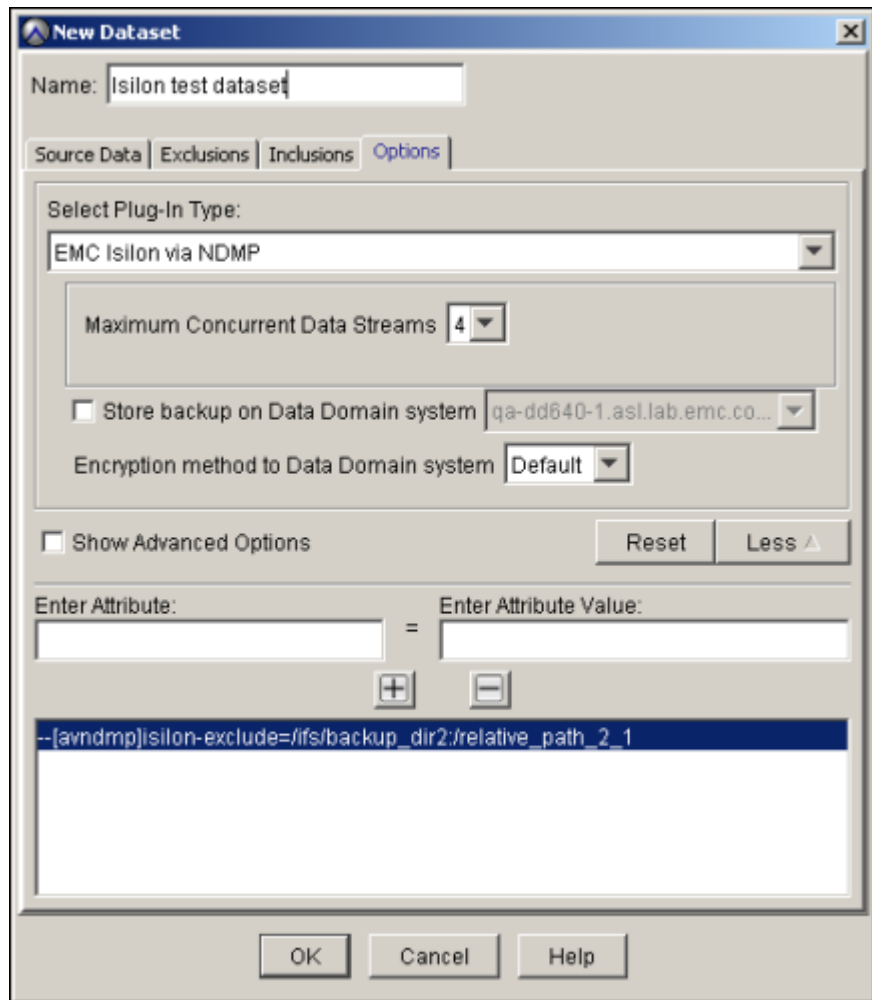 New Dataset
Name: Isilon test dataset
Source Data Exclusions Inclusions Options
Select Plug-In Type:
EMC Isilon via NDMP
Maximum Concurrent Data Streams 4
Store backup on Data Domain system qa-dd640-1.asl.lab.emc.co...
Encryption method to Data Domain system Default
Show Advanced Options Reset Less
Enter Attribute: Enter Attribute Value:
=
--[avndmp]isilon-exclude=/ifs/backup_dir2:/relative_path_2_1
OK Cancel Help